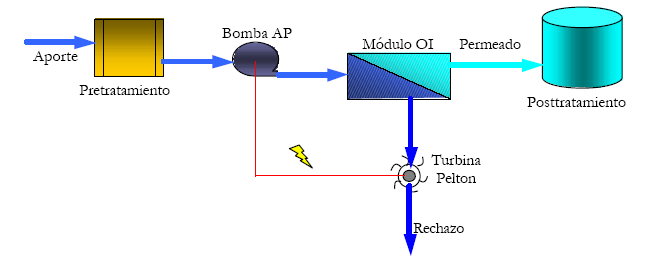 Bomba AP
Módulo OI
Permeado
Aporte
Pretratamiento
Posttratamiento
Turbina
Pelton
Rechazo